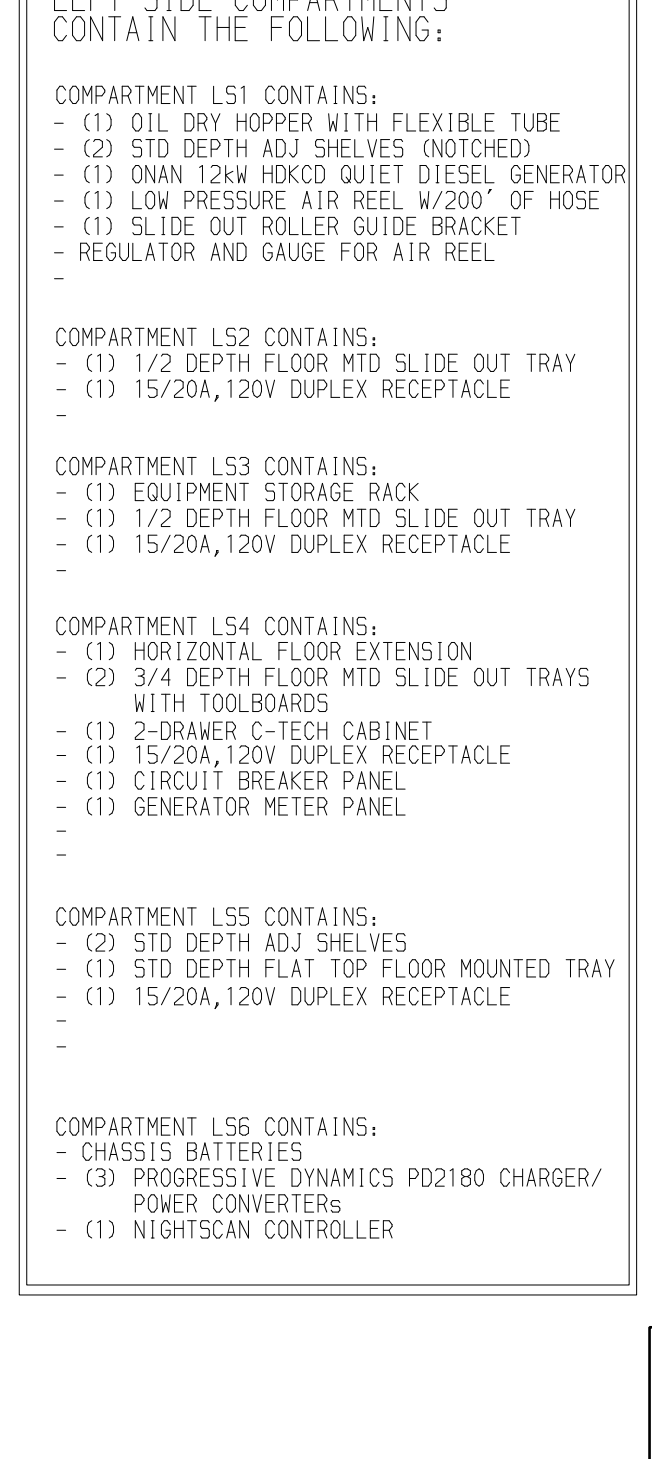 LEFT SIDE COMPARTMENTS
CONTAIN THE FOLLOWING:
COMPARTMENT LS1 CONTAINS:
- (1) OIL DRY HOPPER WITH FLEXIBLE TUBE
- (2) STD DEPTH ADJ SHELVES (NOTCHED)
- (1) ONAN 12kW HDKCD QUIET DIESEL GENERATOR
- (1) LOW PRESSURE AIR REEL W/200' OF HOSE
- (1) SLIDE OUT ROLLER GUIDE BRACKET
- REGULATOR AND GAUGE FOR AIR REEL
-
COMPARTMENT LS2 CONTAINS:
- (1) 1/2 DEPTH FLOOR MTD SLIDE OUT TRAY
- (1) 15/20A,120V DUPLEX RECEPTACLE
-
COMPARTMENT LS3 CONTAINS:
- (1) EQUIPMENT STORAGE RACK
- (1) 1/2 DEPTH FLOOR MTD SLIDE OUT TRAY
- (1) 15/20A,120V DUPLEX RECEPTACLE
-
COMPARTMENT LS4 CONTAINS:
- (1) HORIZONTAL FLOOR EXTENSION
- (2) 3/4 DEPTH FLOOR MTD SLIDE OUT TRAYS
WITH TOOLBOARDS
- (1) 2-DRAWER C-TECH CABINET
- (1) 15/20A,120V DUPLEX RECEPTACLE
- (1) CIRCUIT BREAKER PANEL
- (1) GENERATOR METER PANEL
-
-
COMPARTMENT LS5 CONTAINS:
- (2) STD DEPTH ADJ SHELVES
- (1) STD DEPTH FLAT TOP FLOOR MOUNTED TRAY
- (1) 15/20A,120V DUPLEX RECEPTACLE
-
-
COMPARTMENT LS6 CONTAINS:
- CHASSIS BATTERIES
- (3) PROGRESSIVE DYNAMICS PD2180 CHARGER/
POWER CONVERTERs
- (1) NIGHTSCAN CONTROLLER